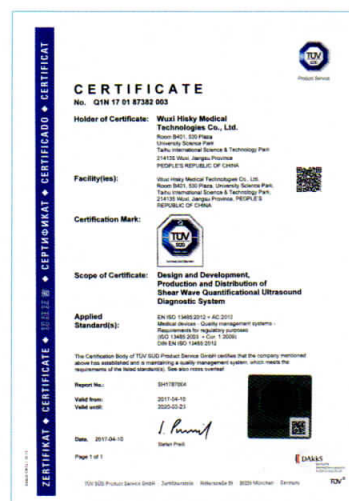 TÜV
SÜD
Product Service
CERTIFICATE
No. Q1N 17 01 87382 003
Holder of Certificate: Wuxi Hisky Medical
Technologies Co., Ltd.
Room B401, 530 Plaza
University Science Park
Taihu International Science & Technology Park
214135 Wuxi, Jiangsu Province
PEOPLE'S REPUBLIC OF CHINA
Facility(ies): Wuxi Hisky Medical Technologies Co., Ltd.
Room B401, 530 Plaza, University Science Park,
Taihu International Science & Technology Park,
214135 Wuxi, Jiangsu Province, PEOPLE'S
REPUBLIC OF CHINA
Certification Mark:
TÜV
SÜD
Scope of Certificate: Design and Development,
Production and Distribution of
Shear Wave Quantificational Ultrasound
Diagnostic System
Applied
Standard(s):
EN ISO 13485:2012 + AC:2012
Medical devices - Quality management systems -
Requirements for regulatory purposes
(ISO 13485:2003 + Cor. 1:2009)
DIN EN ISO 13485:2012
The Certification Body of TÜV SÜD Product Service GmbH certifies that the company mentioned
above has established and is maintaining a quality management system, which meets the
requirements of the listed standard(s). See also notes overleaf.
Report No.: SH1787004
Valid from: 2017-04-10
Valid until: 2020-03-23
Date, 2017-04-10
Stefan Preiß
Page 1 of 1
DAkkS
TÜV SÜD Product Service GmbH Zertifizierstelle Ridlerstraße 65 80339 München Germany
TÜV
ZERTIFIKAT ◆ CERTIFICATE ◆ ◆ СЕРТИФИКАТ ◆ CERTIFICADO ◆ CERTIFICAT